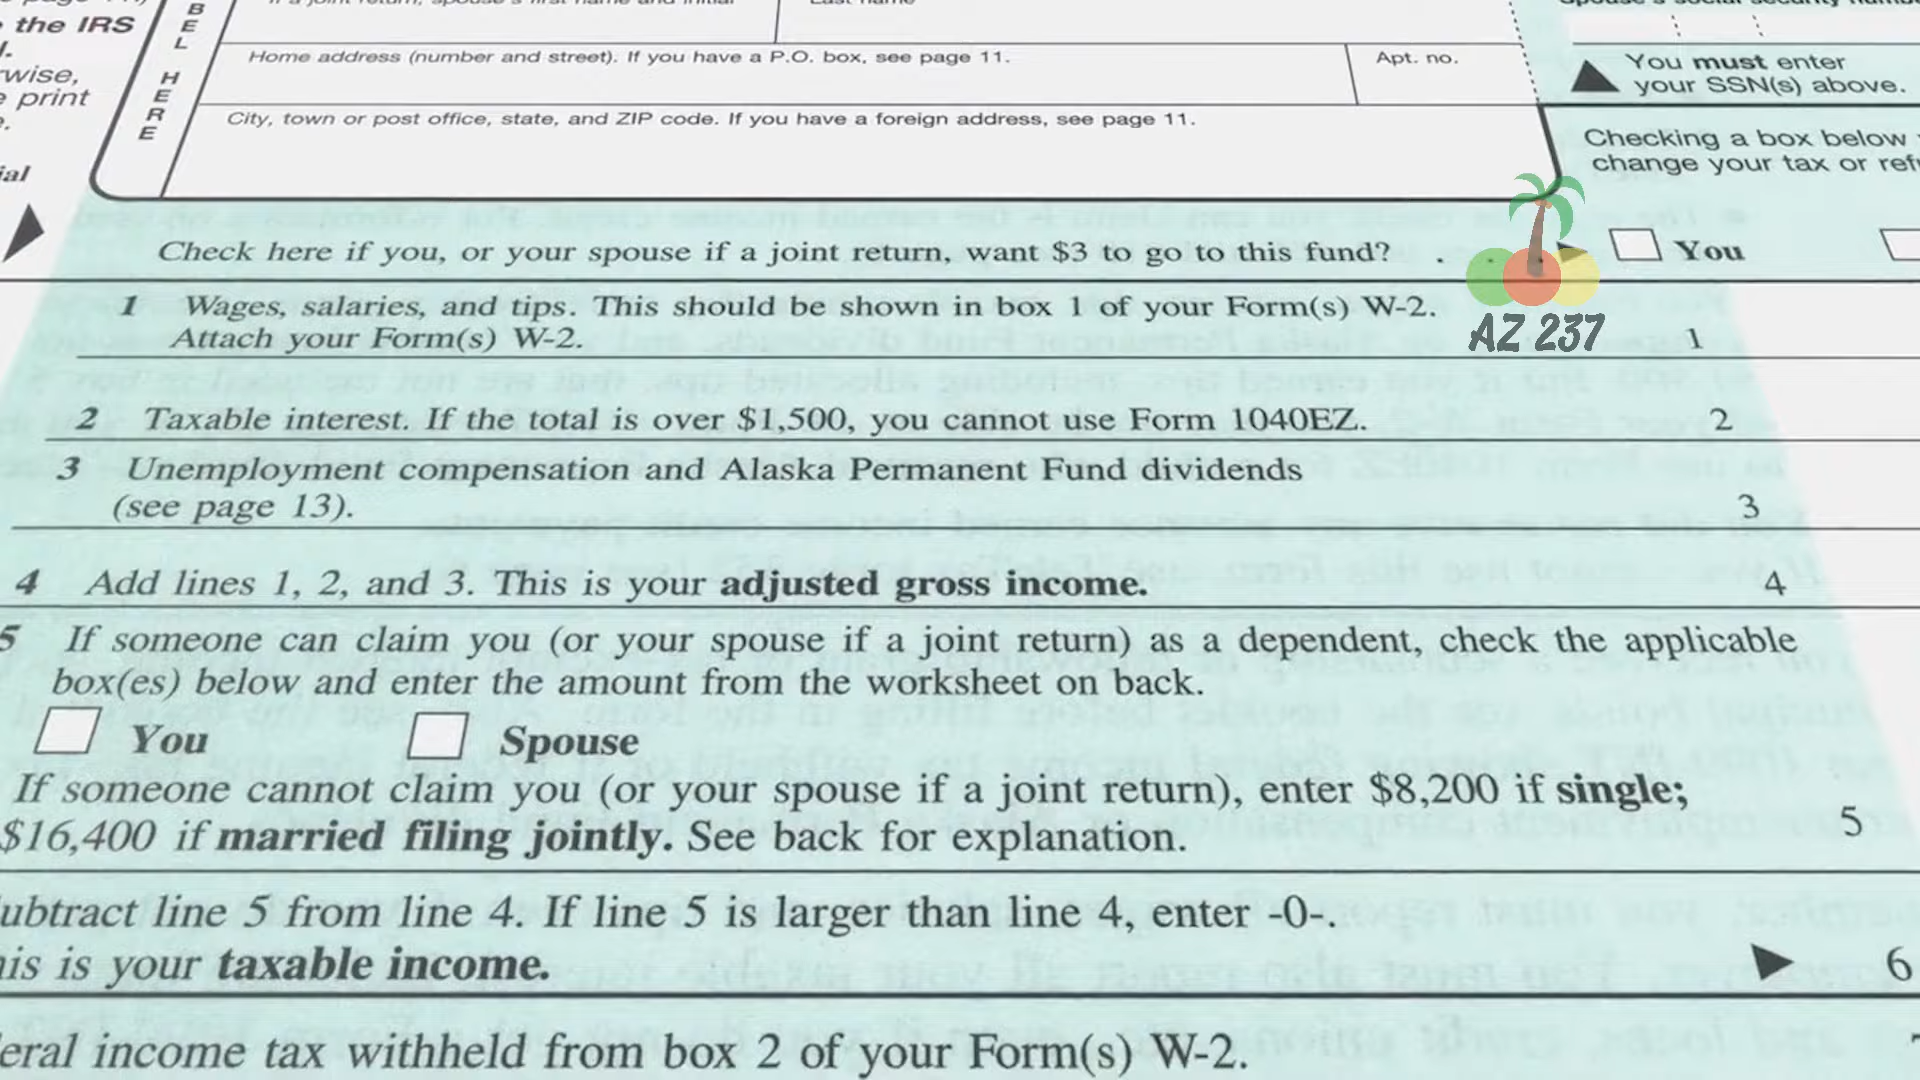 the IRS
B
E
L
HERE
wise,
print
Home address (number and street). If you have a P.O. box, see page 11.
Apt. no.
City, town or post office, state, and ZIP code. If you have a foreign address, see page 11.
You must enter
your SSN(s) above.
Checking a box below
change your tax or
Check here if you, or your spouse if a joint return, want $3 to go to this fund? . .
You
1 Wages, salaries, and tips. This should be shown in box 1 of your Form(s) W-2.
Attach your Form(s) W-2.
1
AZ 237
2 Taxable interest. If the total is over $1,500, you cannot use Form 1040EZ.
2
3 Unemployment compensation and Alaska Permanent Fund dividends
(see page 13).
3
4 Add lines 1, 2, and 3. This is your adjusted gross income.
4
5 If someone can claim you (or your spouse if a joint return) as a dependent, check the applicable
box(es) below and enter the amount from the worksheet on back.
You Spouse
If someone cannot claim you (or your spouse if a joint return), enter $8,200 if single;
$16,400 if married filing jointly. See back for explanation.
5
ubtract line 5 from line 4. If line 5 is larger than line 4, enter -0-.
his is your taxable income.
6
eral income tax withheld from box 2 of your Form(s) W-2.